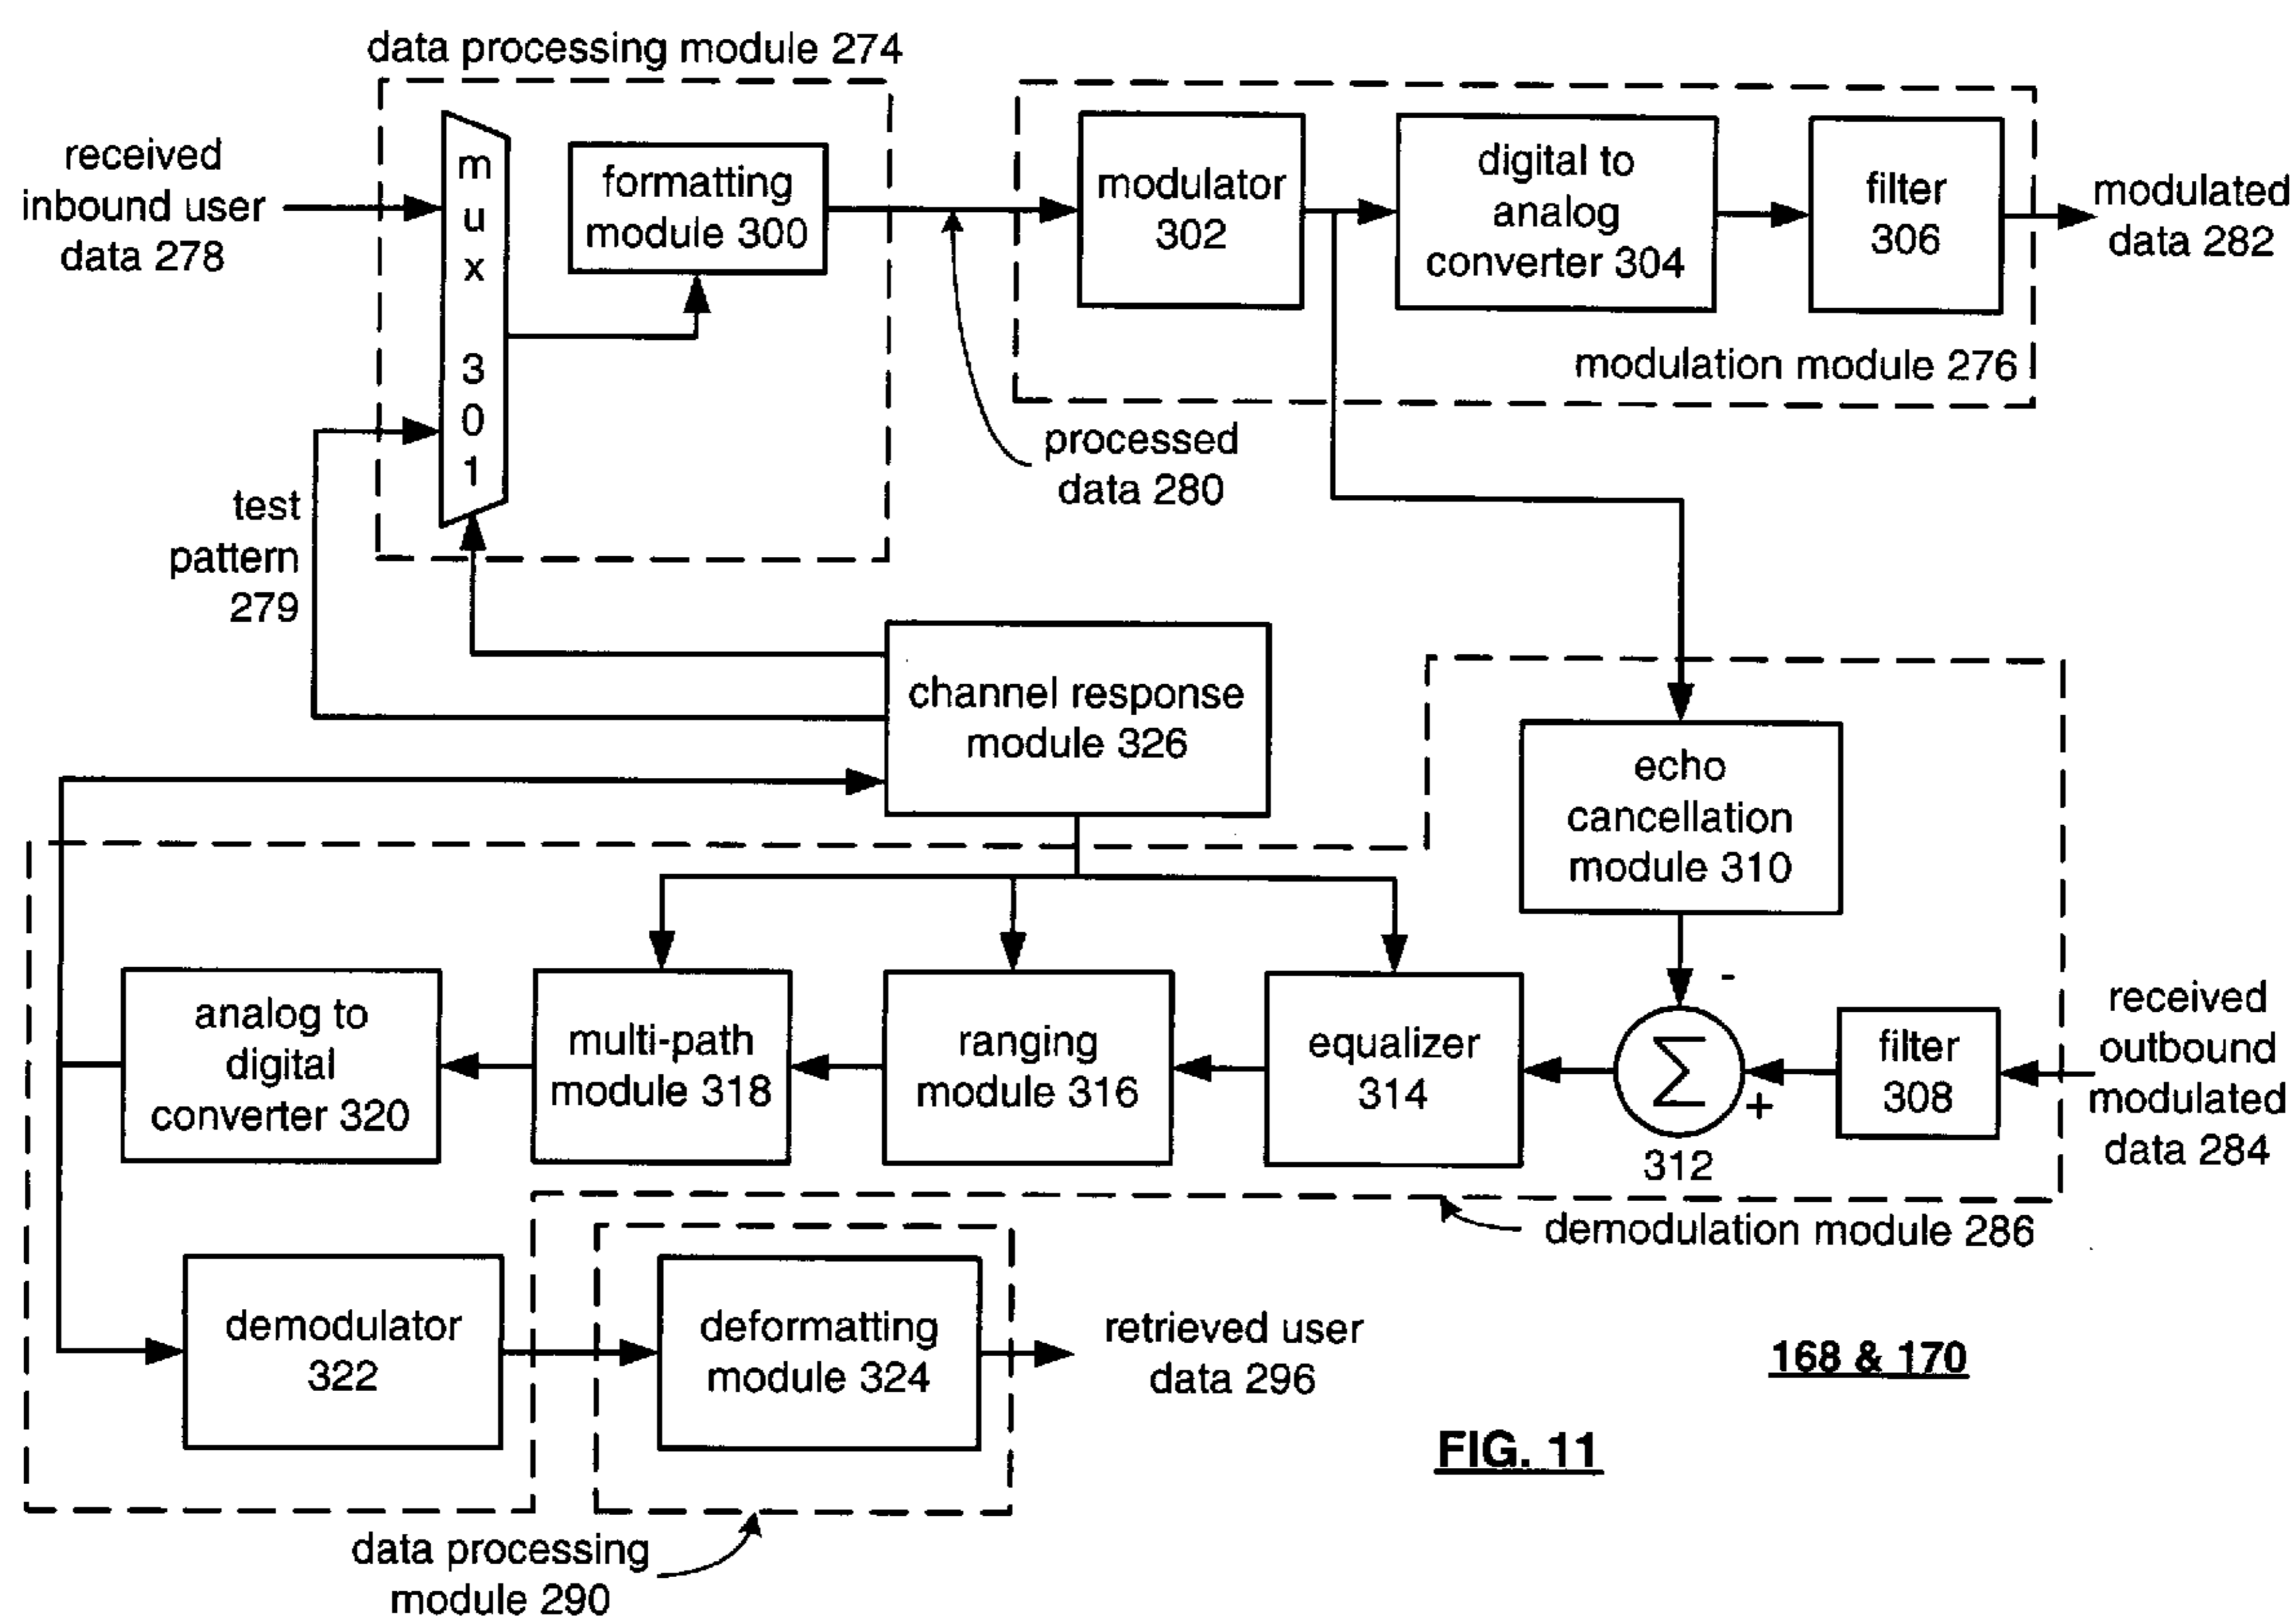 data processing module 274
received
inbound user
data 278
mux 301
formatting
module 300
modulator
302
digital to
analog
converter 304
filter
306
modulated
data 282
modulation module 276
processed
data 280
test
pattern
279
channel response
module 326
echo
cancellation
module 310
-
analog to
digital
converter 320
multi-path
module 318
ranging
module 316
equalizer
314
Σ
+
312
filter
308
received
outbound
modulated
data 284
demodulation module 286
demodulator
322
deformatting
module 324
retrieved user
data 296
168 & 170
FIG. 11
data processing
module 290